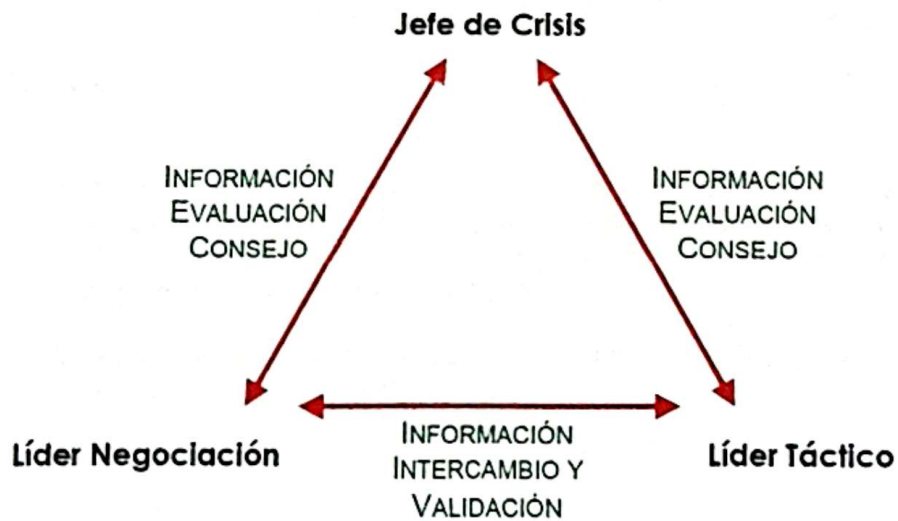 Jefe de Crisis
INFORMACIÓN
EVALUACIÓN
CONSEJO
INFORMACIÓN
EVALUACIÓN
CONSEJO
Líder Negociación
INFORMACIÓN
INTERCAMBIO Y
VALIDACIÓN
Líder Táctico